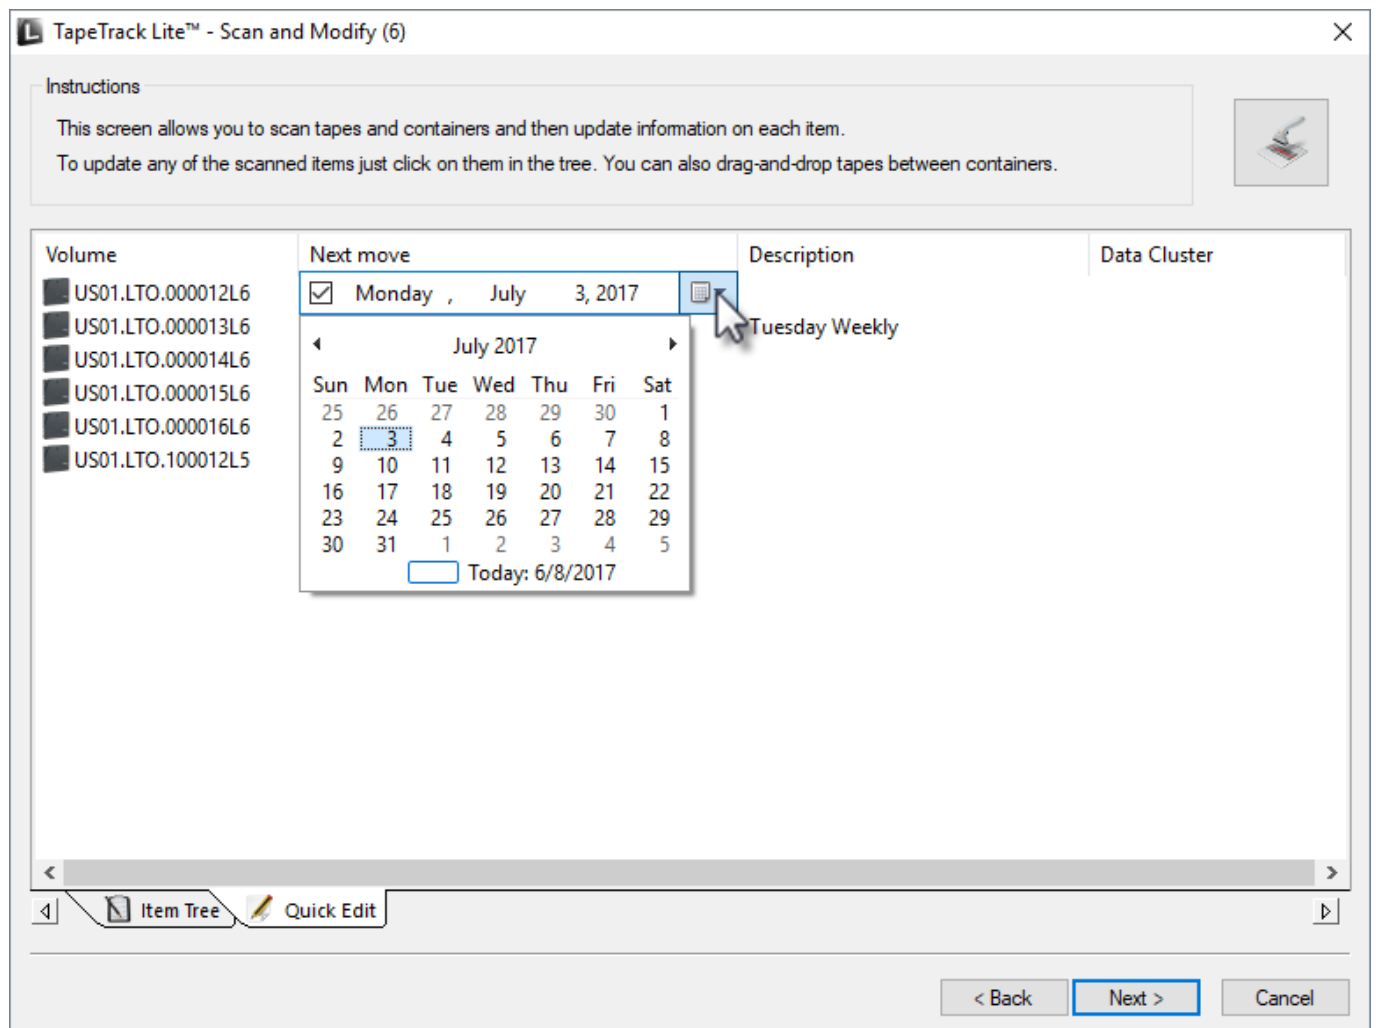 TapeTrack Lite™ - Scan and Modify (6)
Instructions
This screen allows you to scan tapes and containers and then update information on each item.
To update any of the scanned items just click on them in the tree. You can also drag-and-drop tapes between containers.
Volume Next move Description Data Cluster
US01.LTO.000012L6 Monday , July 3, 2017
US01.LTO.000013L6 Tuesday Weekly
US01.LTO.000014L6
US01.LTO.000015L6
US01.LTO.000016L6
US01.LTO.100012L5
July 2017
Sun Mon Tue Wed Thu Fri Sat
25 26 27 28 29 30 1
2 3 4 5 6 7 8
9 10 11 12 13 14 15
16 17 18 19 20 21 22
23 24 25 26 27 28 29
30 31 1 2 3 4 5
Today: 6/8/2017
Item Tree Quick Edit
< Back Next > Cancel